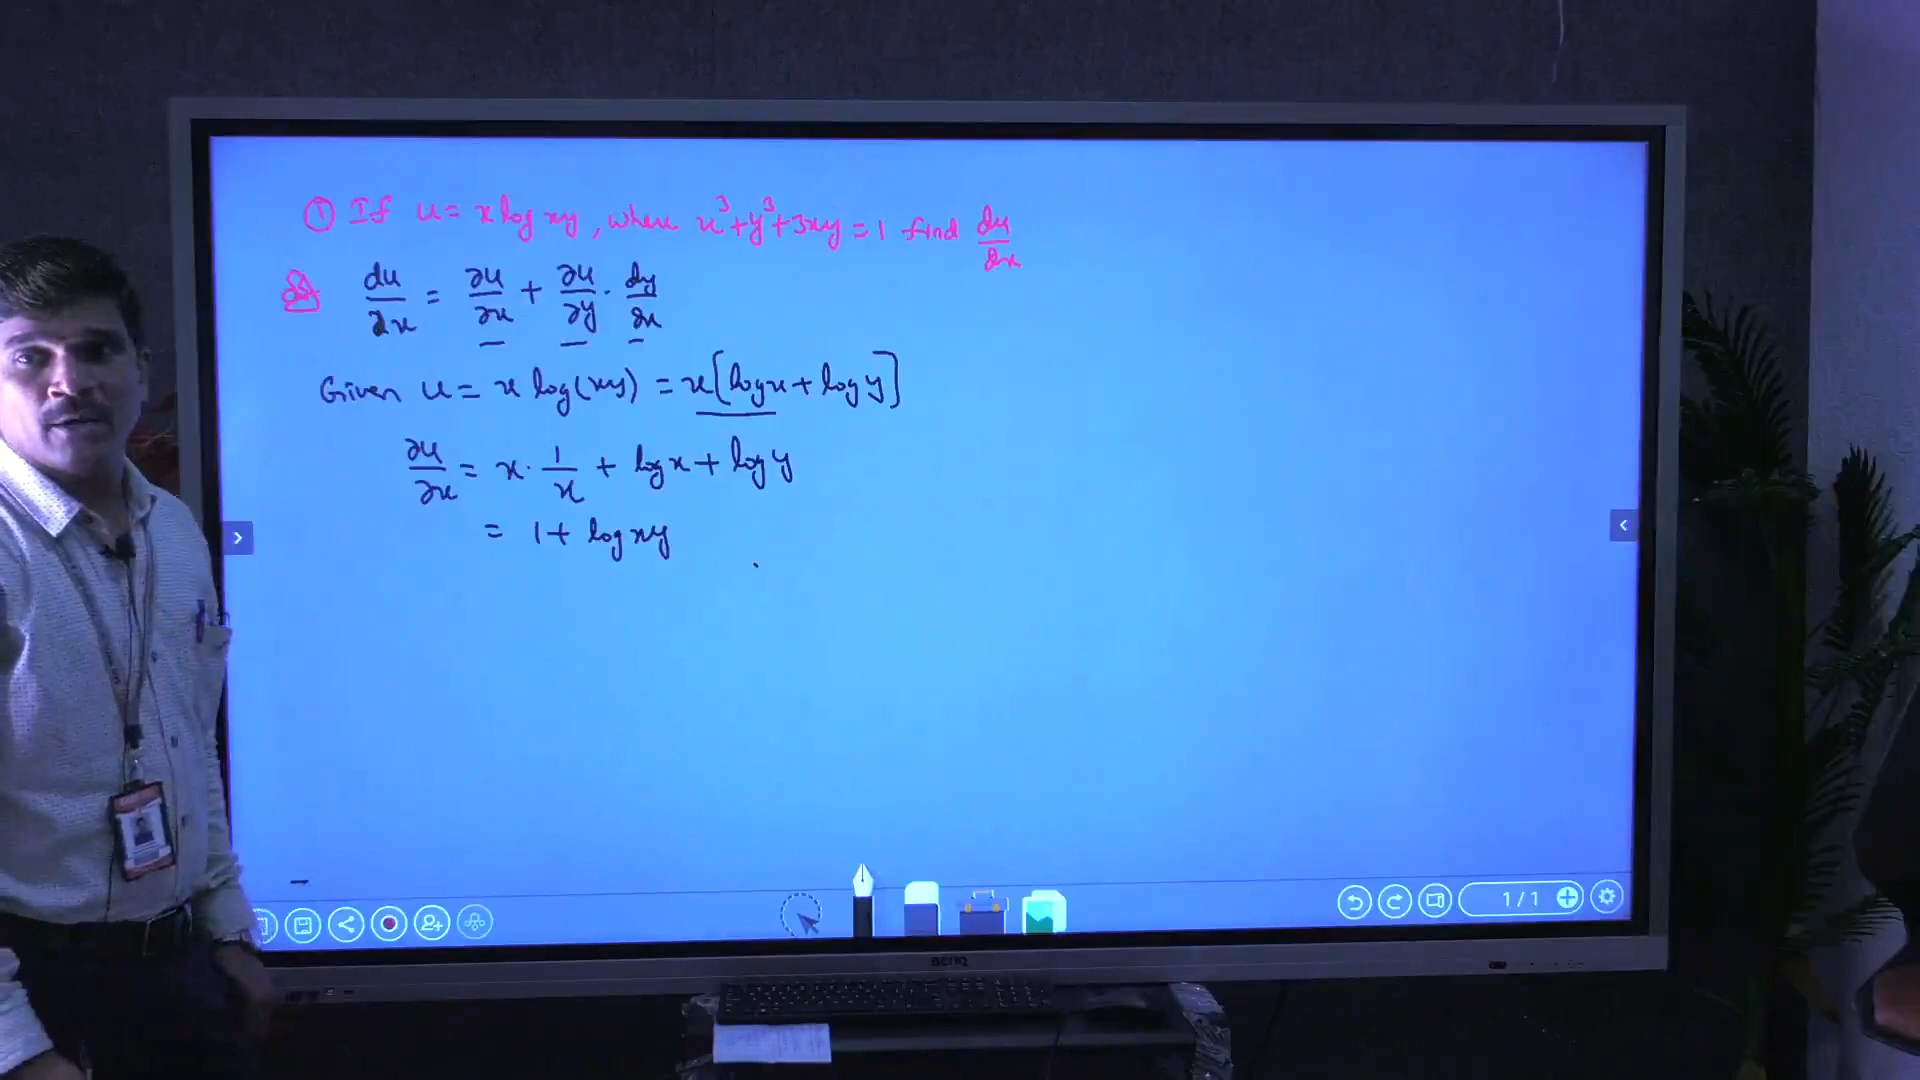 ① If u = x log xy, where x³+y³+3xy = 1 find du/dx
Sol du/dx = ∂u/∂x + ∂u/∂y · dy/dx
Given u = x log(xy) = x[log x + log y]
∂u/∂x = x · 1/x + log x + log y
= 1 + log xy
1/1
BenQ